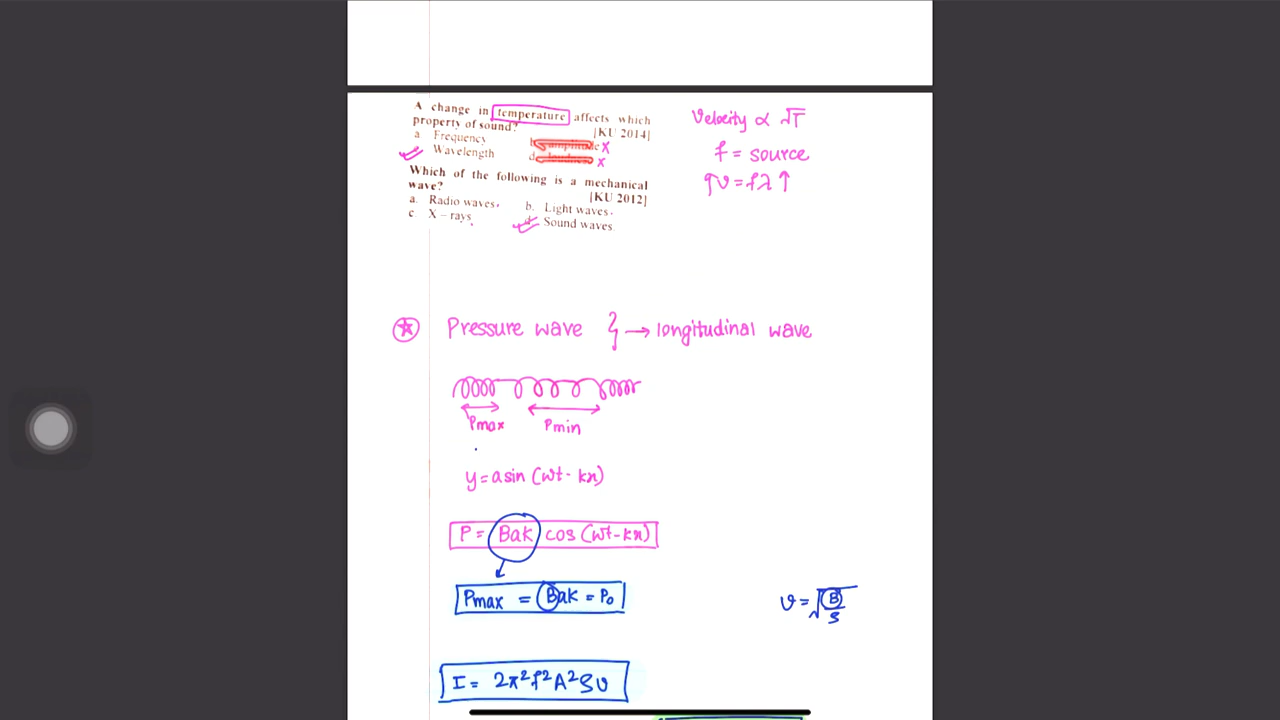 A change in temperature affects which
property of sound? [KU 2014]
a Frequency
Wavelength
Which of the following is a mechanical
wave? [KU 2012]
a. Radio waves. b. Light waves.
c. X – rays Sound waves.
Velocity ∝ √T
f = source
↑v = fλ↑
Pressure wave } → longitudinal wave
Pmax Pmin
y = a sin (wt - kx)
P = Bak cos (wt - kx)
Pmax = Bak = P₀
v = √B/ρ
I = 2π²f²A²ρv